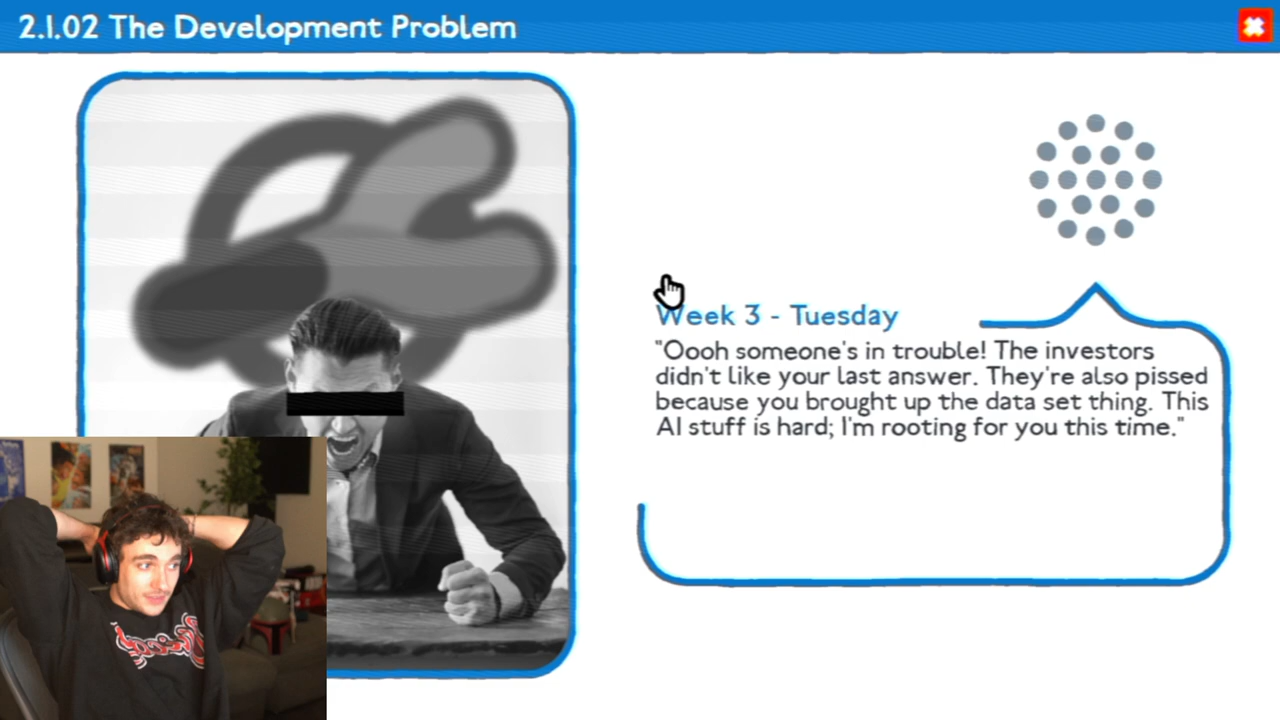 2.1.02 The Development Problem
Week 3 - Tuesday
"Oooh someone's in trouble! The investors
didn't like your last answer. They're also pissed
because you brought up the data set thing. This
AI stuff is hard; I'm rooting for you this time."